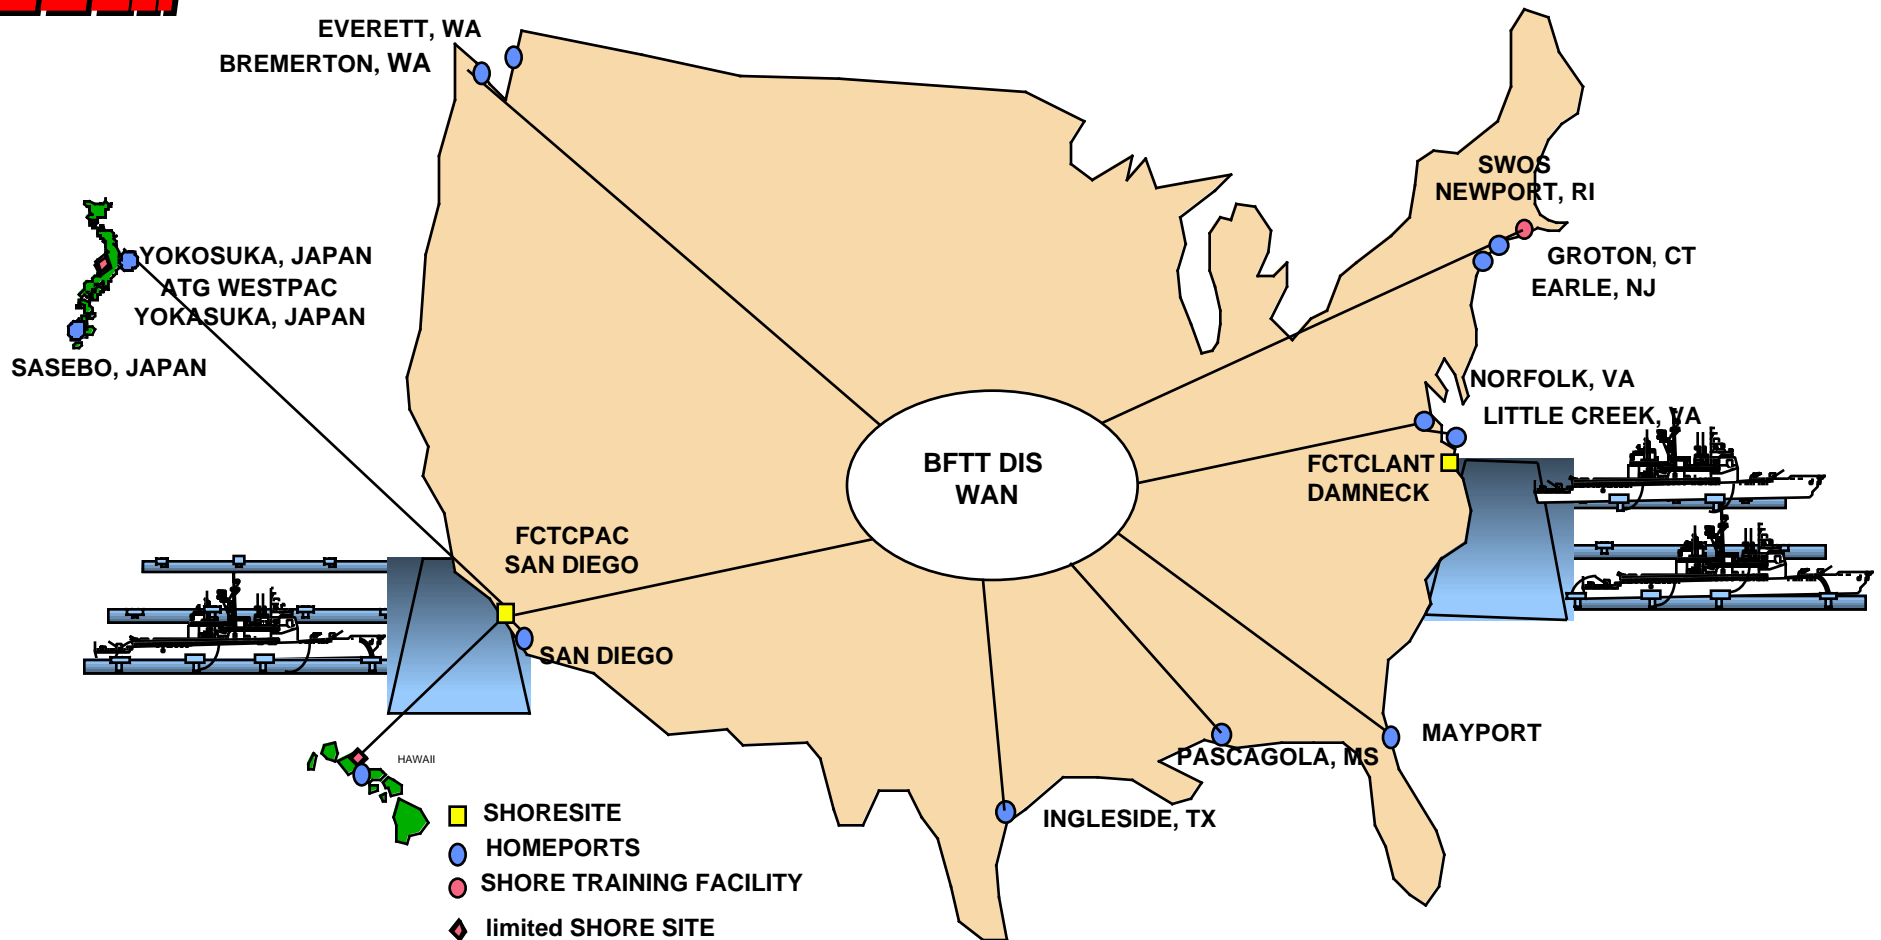 EVERETT, WA
BREMERTON, WA
SWOS
NEWPORT, RI
YOKOSUKA, JAPAN
ATG WESTPAC
YOKASUKA, JAPAN
SASEBO, JAPAN
GROTON, CT
EARLE, NJ
NORFOLK, VA
LITTLE CREEK, VA
BFTT DIS
WAN
FCTCLANT
DAMNECK
FCTCPAC
SAN DIEGO
SAN DIEGO
MAYPORT
PASCAGOLA, MS
HAWAII
INGLESIDE, TX
SHORESITE
HOMEPORTS
SHORE TRAINING FACILITY
limited SHORE SITE